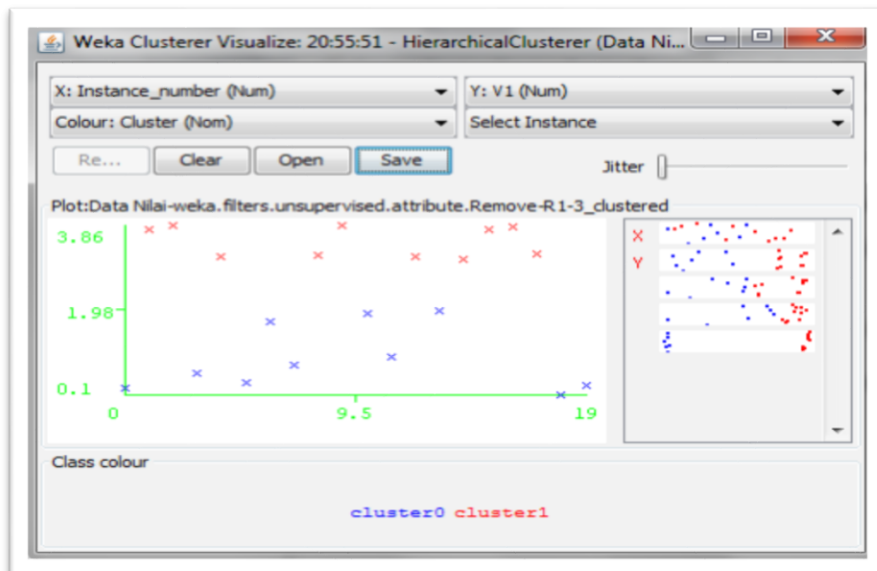 Weka Clusterer Visualize: 20:55:51 - HierarchicalClusterer (Data Ni...
X: Instance_number (Num) Y: V1 (Num)
Colour: Cluster (Nom) Select Instance
Re... Clear Open Save Jitter
Plot:Data Nilai-weka.filters.unsupervised.attribute.Remove-R1-3_clustered
3.86
X
Y
1.98
0.1
0 9.5 19
Class colour
cluster0 cluster1